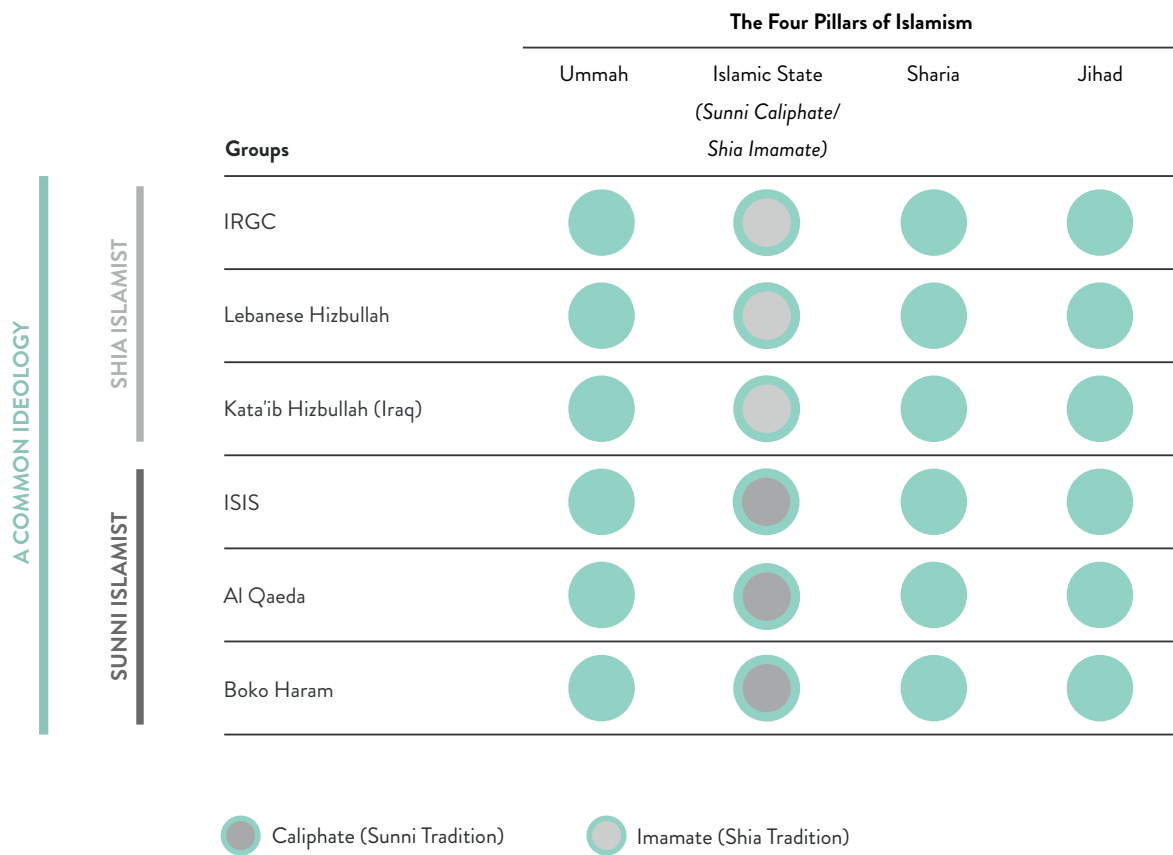 The Four Pillars of Islamism
Ummah
Islamic State
Sharia
Jihad
(Sunni Caliphate/
Shia Imamate)
Groups
A COMMON IDEOLOGY
SHIA ISLAMIST
IRGC
Lebanese Hizbullah
Kata'ib Hizbullah (Iraq)
SUNNI ISLAMIST
ISIS
Al Qaeda
Boko Haram
Caliphate (Sunni Tradition)
Imamate (Shia Tradition)